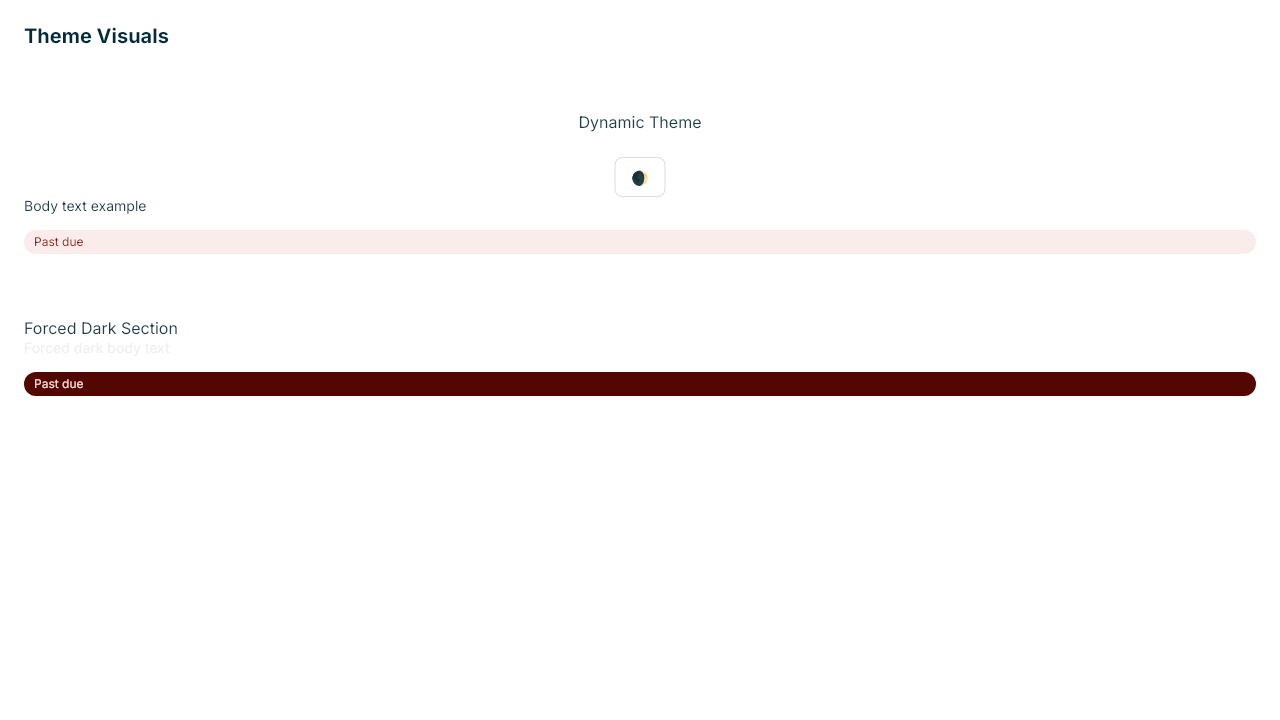 Theme Visuals
Dynamic Theme
Body text example
Past due
Forced Dark Section
Forced dark body text
Past due